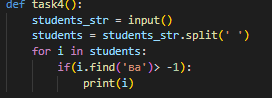 def task4():
    students_str = input()
    students = students_str.split(' ')
    for i in students:
        if(i.find('ва')> -1):
            print(i)